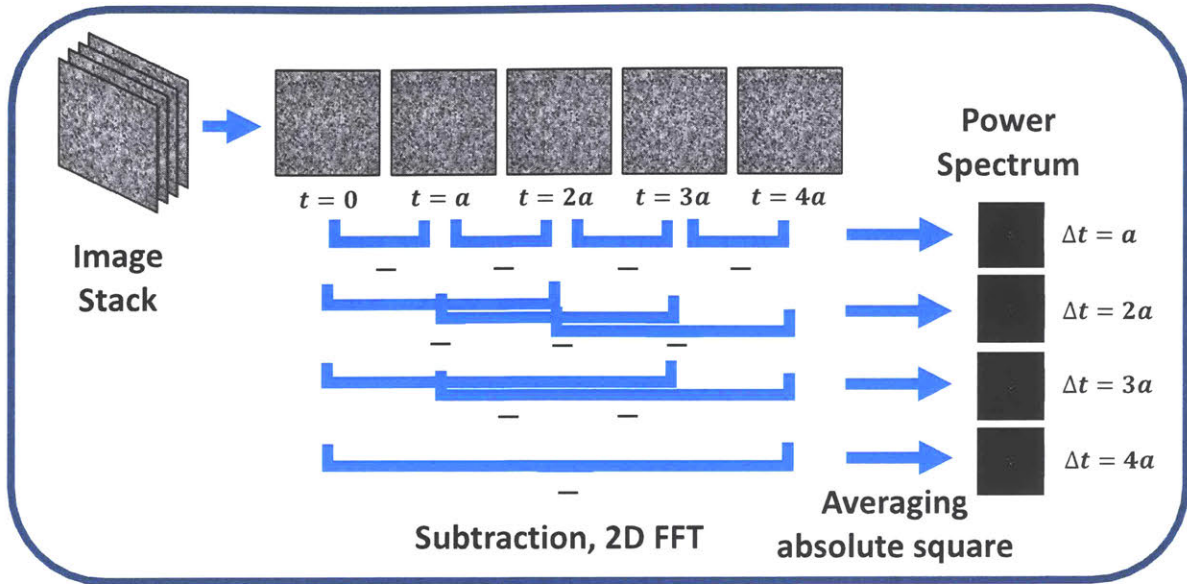 Image
Stack
t = 0 t = a t = 2a t = 3a t = 4a
− − − −
− − −
− −
−
Subtraction, 2D FFT
Averaging
absolute square
Power
Spectrum
Δt = a
Δt = 2a
Δt = 3a
Δt = 4a